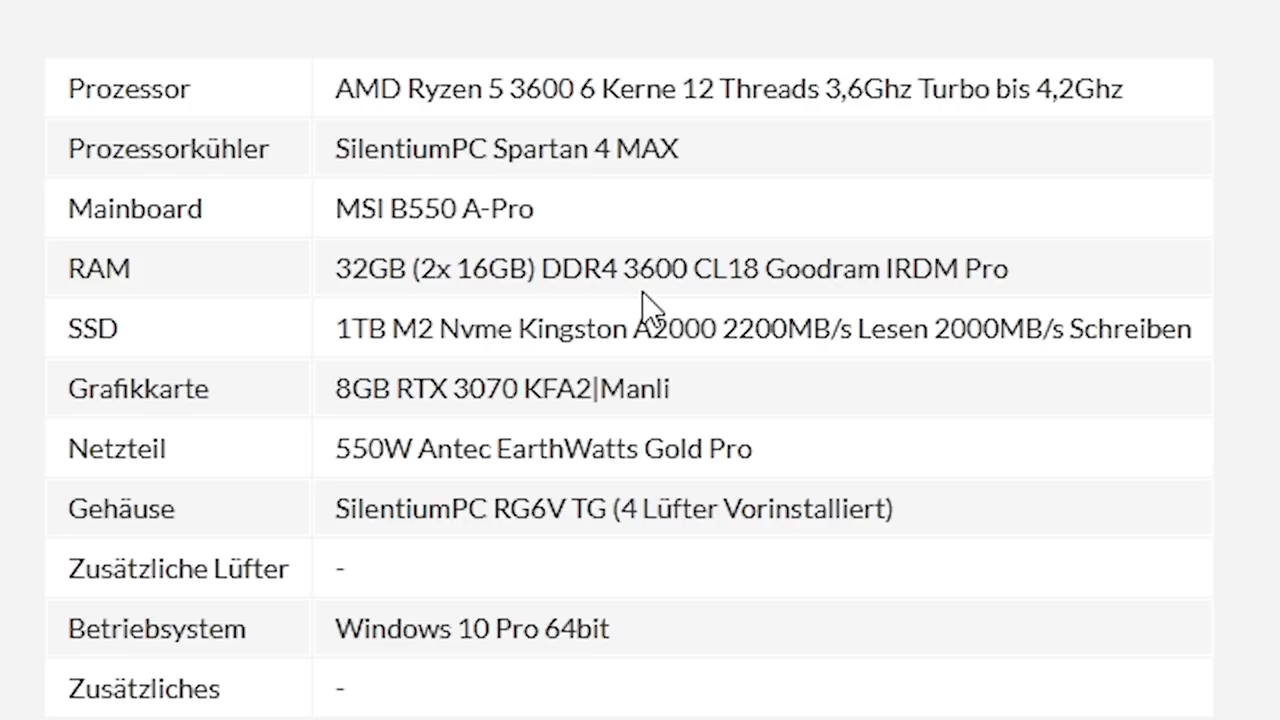 Prozessor AMD Ryzen 5 3600 6 Kerne 12 Threads 3,6Ghz Turbo bis 4,2Ghz
Prozessorkühler SilentiumPC Spartan 4 MAX
Mainboard MSI B550 A-Pro
RAM 32GB (2x 16GB) DDR4 3600 CL18 Goodram IRDM Pro
SSD 1TB M2 Nvme Kingston A2000 2200MB/s Lesen 2000MB/s Schreiben
Grafikkarte 8GB RTX 3070 KFA2|Manli
Netzteil 550W Antec EarthWatts Gold Pro
Gehäuse SilentiumPC RG6V TG (4 Lüfter Vorinstalliert)
Zusätzliche Lüfter -
Betriebsystem Windows 10 Pro 64bit
Zusätzliches -